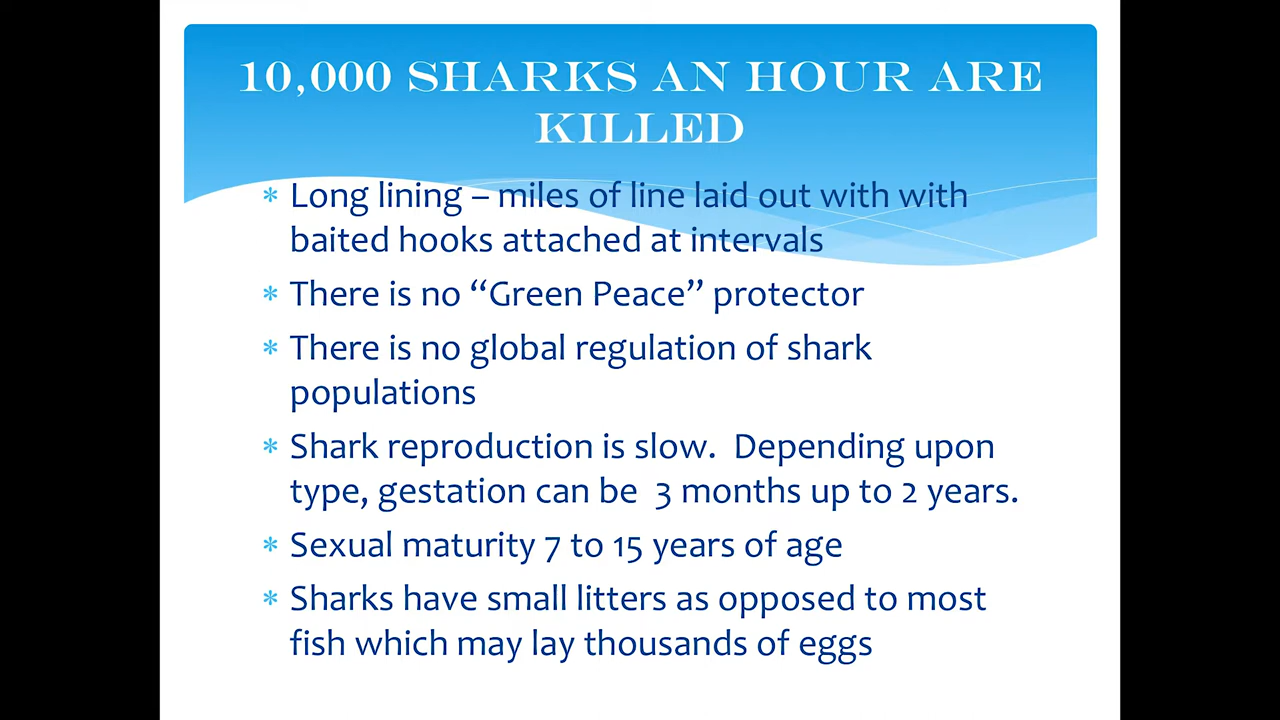 10,000 SHARKS AN HOUR ARE
KILLED
* Long lining – miles of line laid out with with
baited hooks attached at intervals
* There is no “Green Peace” protector
* There is no global regulation of shark
populations
* Shark reproduction is slow.  Depending upon
type, gestation can be  3 months up to 2 years.
* Sexual maturity 7 to 15 years of age
* Sharks have small litters as opposed to most
fish which may lay thousands of eggs